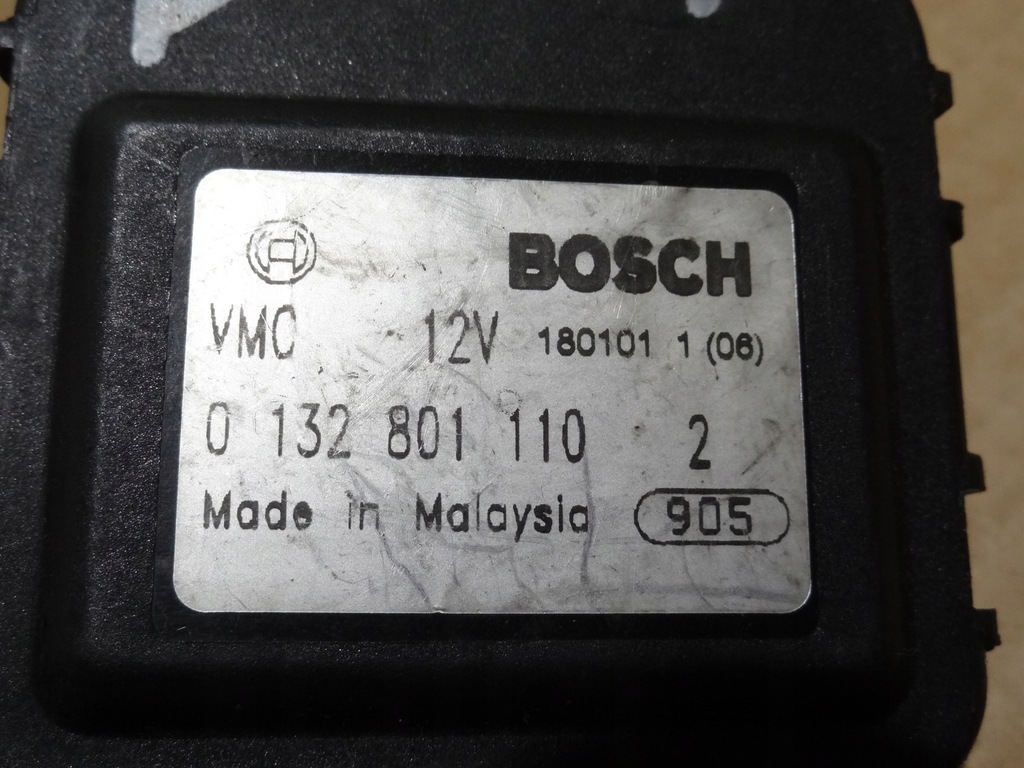 BOSCH
VMC 12V 180101 1 (06)
0 132 801 110 2
Made in Malaysia 905